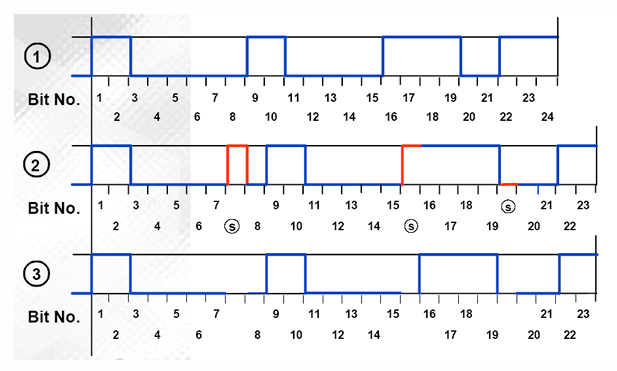 1
Bit No. 1 3 5 7 9 11 13 15 17 19 21 23
2 4 6 8 10 12 14 16 18 20 22 24
2
Bit No. 1 3 5 7 9 11 13 15 16 18 s 21 23
2 4 6 s 8 10 12 14 s 17 19 20 22
3
Bit No. 1 3 5 7 9 11 13 15 16 18 21 23
2 4 6 8 10 12 14 17 19 20 22